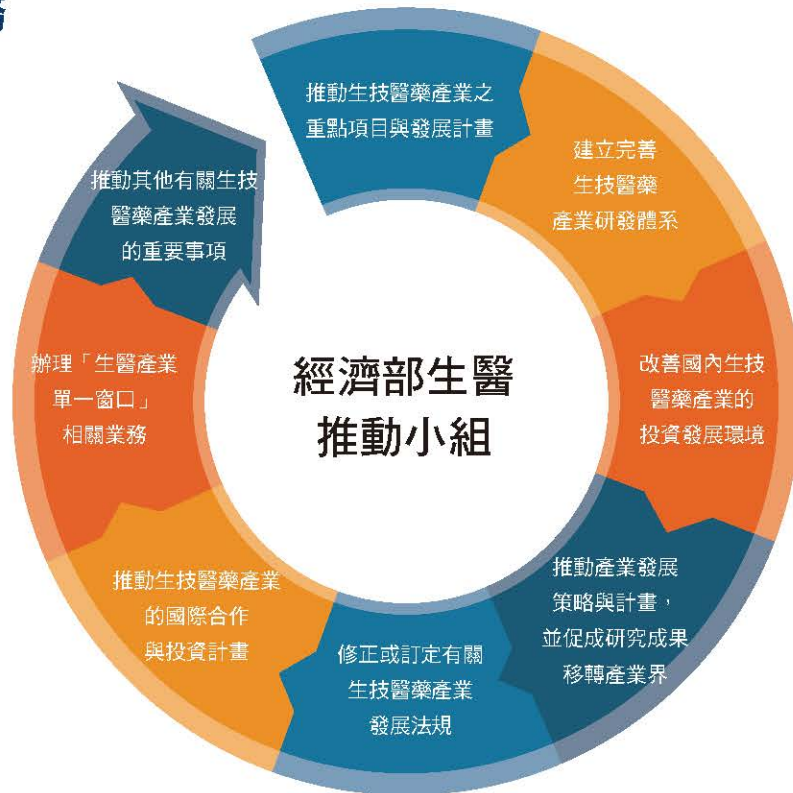 推動生技醫藥產業之
重點項目與發展計畫
建立完善
生技醫藥
產業研發體系
改善國內生技
醫藥產業的
投資發展環境
推動產業發展
策略與計畫，
並促成研究成果
移轉產業界
修正或訂定有關
生技醫藥產業
發展法規
推動生技醫藥產業
的國際合作
與投資計畫
辦理「生醫產業
單一窗口」
相關業務
推動其他有關生技
醫藥產業發展
的重要事項
經濟部生醫
推動小組